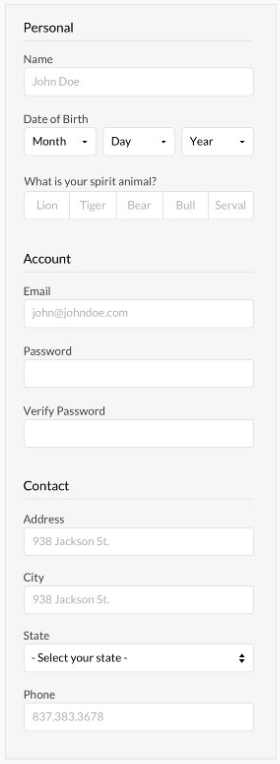 Personal
Name
John Doe
Date of Birth
Month Day Year
What is your spirit animal?
Lion Tiger Bear Bull Serval
Account
Email
john@johndoe.com
Password
Verify Password
Contact
Address
938 Jackson St.
City
938 Jackson St.
State
- Select your state -
Phone
837.383.3678